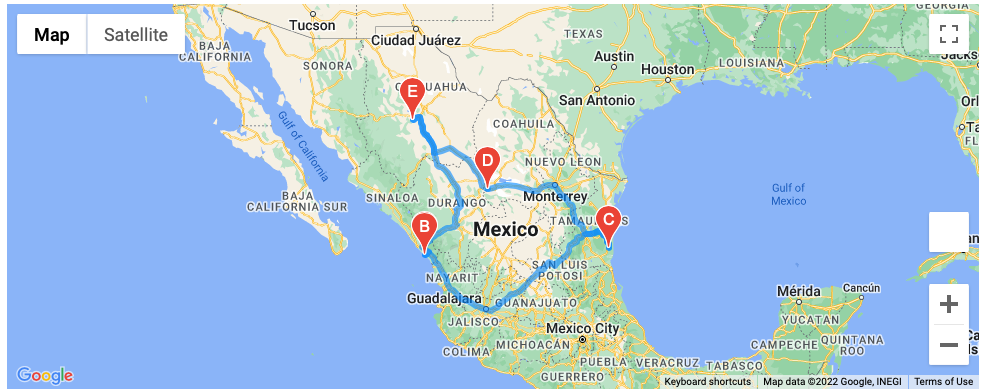 Map
Satellite
GEORGIA
Tucson
Ciudad Juárez
TEXAS
LOUISIANA
BAJA
CALIFORNIA
SONORA
Austin
Houston
San Antonio
Gulf of
California
E
COAHUILA
D
NUEVO LEON
Monterrey
BAJA
CALIFORNIA SUR
SINALOA
DURANGO
Gulf of
Mexico
B
Mexico
C
NAYARIT
SAN LUIS
POTOSI
Guadalajara
GUANAJUATO
JALISCO
Mérida
Cancún
YUCATAN
Mexico City
COLIMA
MICHOACÁN
PUEBLA
VERACRUZ
TABASCO
CAMPECHE
QUINTANA
ROO
GUERRERO
Google
Keyboard shortcuts
Map data ©2022 Google, INEGI
Terms of Use